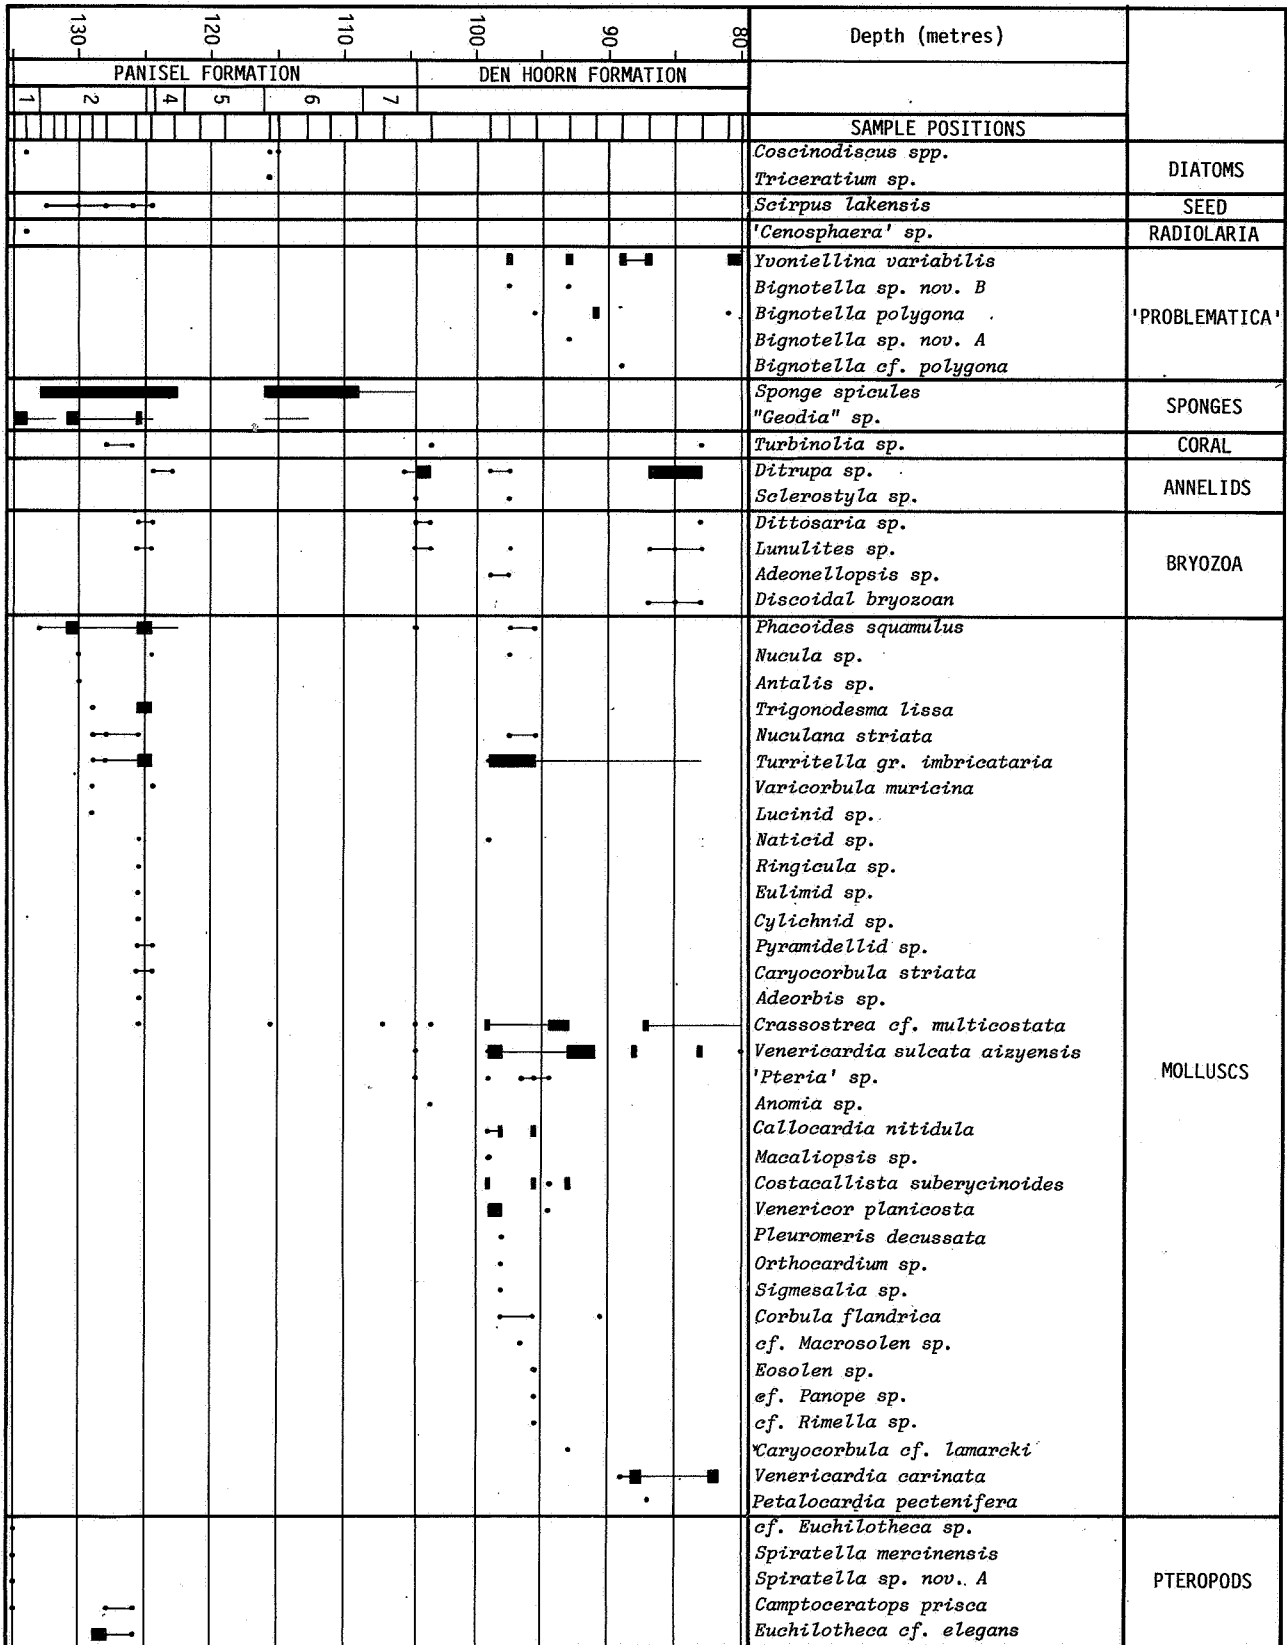 130 120 110 100 90 80 Depth (metres)
PANISEL FORMATION DEN HOORN FORMATION
1 2 4 5 6 7
SAMPLE POSITIONS
Coscinodiscus spp.
DIATOMS
Triceratium sp.
Scirpus lakensis SEED
'Cenosphaera' sp. RADIOLARIA
Yvoniellina variabilis
Bignotella sp. nov. B
Bignotella polygona 'PROBLEMATICA'
Bignotella sp. nov. A
Bignotella cf. polygona
Sponge spicules
SPONGES
"Geodia" sp.
Turbinolia sp. CORAL
Ditrupa sp.
ANNELIDS
Sclerostyla sp.
Dittosaria sp.
Lunulites sp.
BRYOZOA
Adeonellopsis sp.
Discoidal bryozoan
Phacoides squamulus
Nucula sp.
Antalis sp.
Trigonodesma lissa
Nuculana striata
Turritella gr. imbricataria
Varicorbula muricina
Lucinid sp.
Naticid sp.
Ringicula sp.
Eulimid sp.
Cylichnid sp.
Pyramidellid sp.
Caryocorbula striata
Adeorbis sp.
Crassostrea cf. multicostata
Venericardia sulcata aizyensis
MOLLUSCS
'Pteria' sp.
Anomia sp.
Callocardia nitidula
Macaliopsis sp.
Costacallista suberycinoides
Venericor planicosta
Pleuromeris decussata
Orthocardium sp.
Sigmesalia sp.
Corbula flandrica
cf. Macrosolen sp.
Eosolen sp.
cf. Panope sp.
cf. Rimella sp.
Caryocorbula cf. lamarcki
Venericardia carinata
Petalocardia pectenifera
cf. Euchilotheca sp.
Spiratella mercinensis
Spiratella sp. nov. A PTEROPODS
Camptoceratops prisca
Euchilotheca cf. elegans